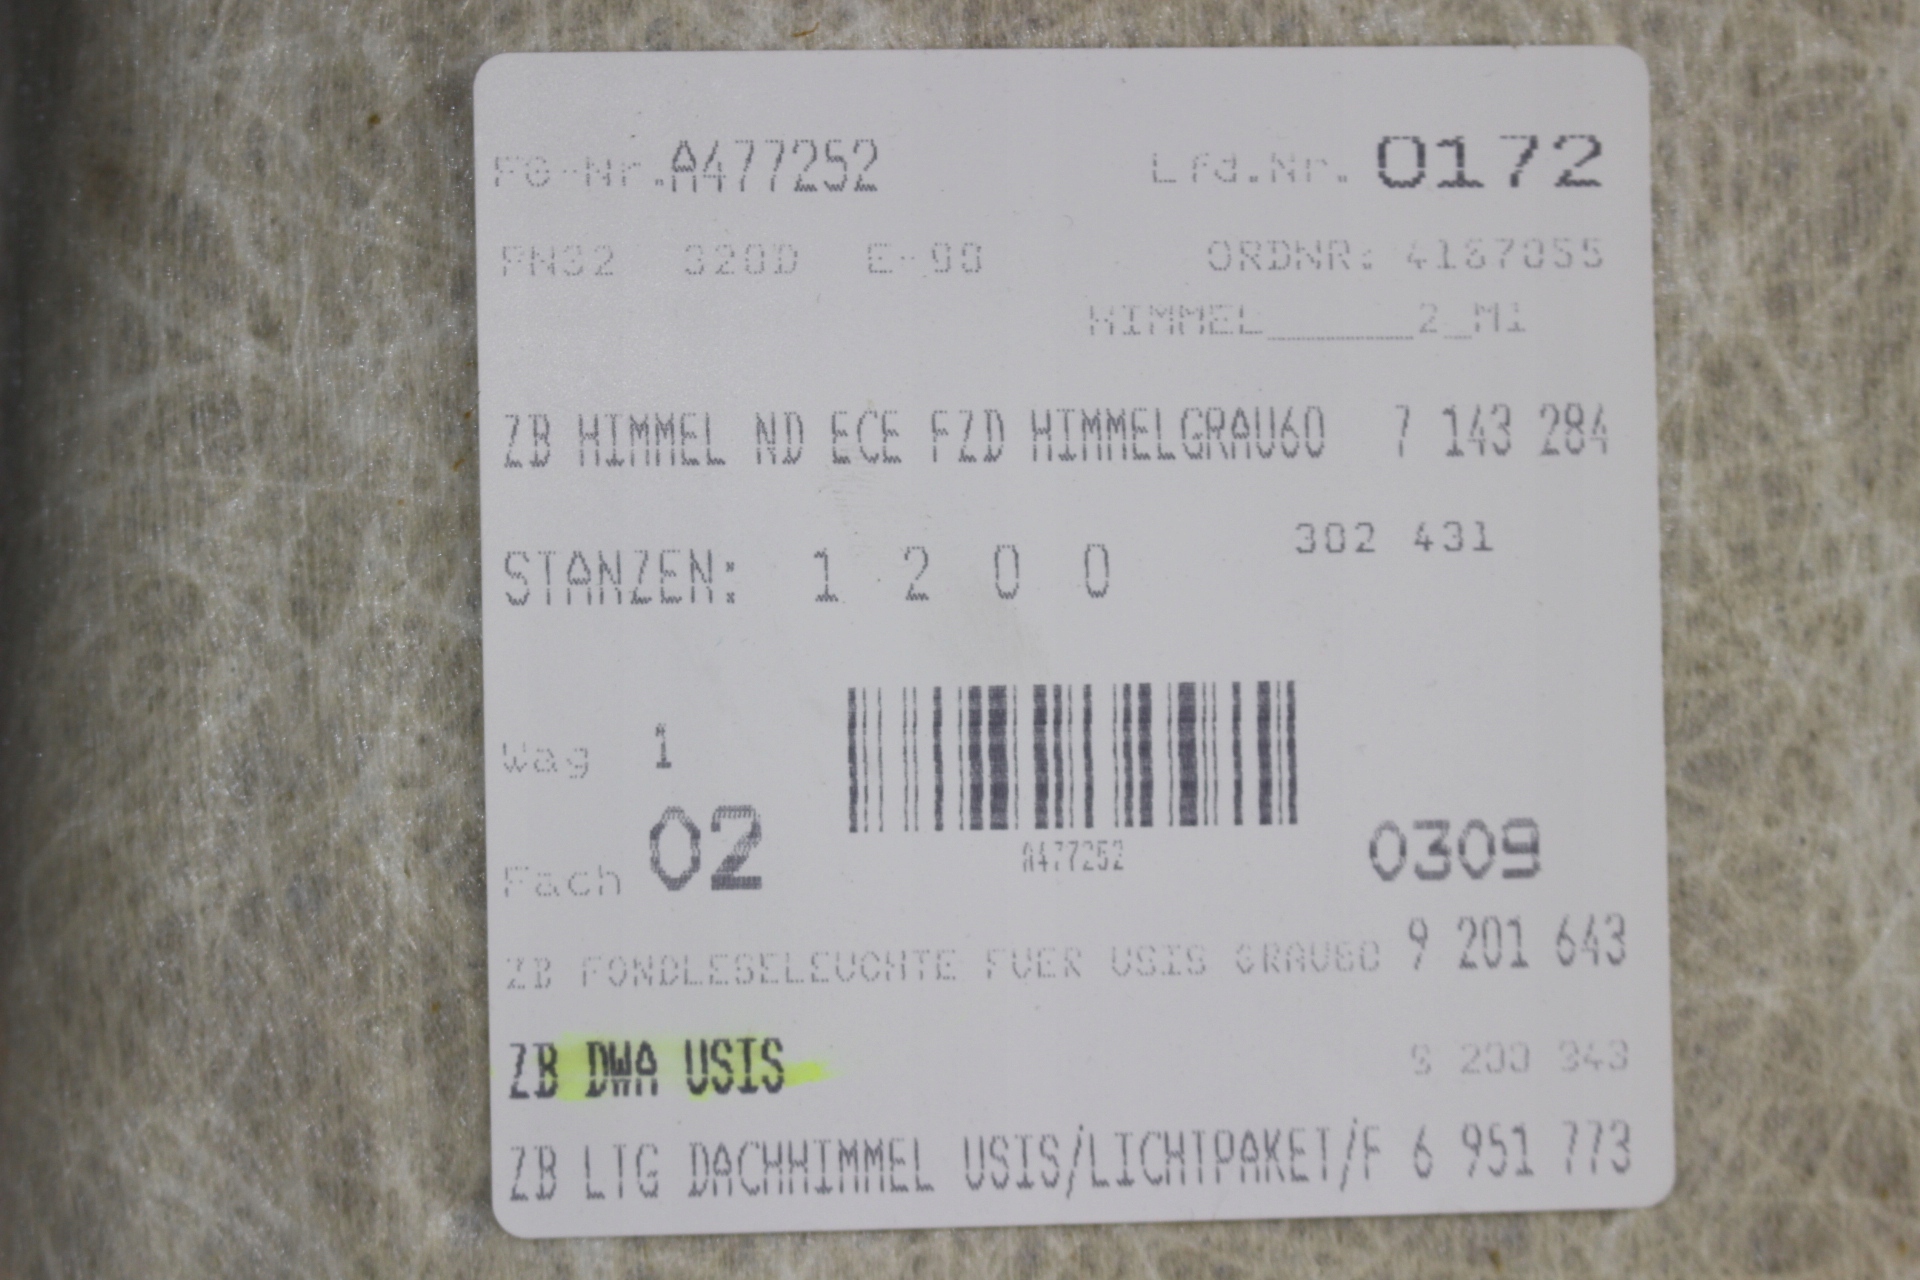 FG-Nr.A477252 Lfd.Nr. 0172
PN32 320D E-90 ORDNR: 4167055
HIMMEL______2_M1
ZB HIMMEL ND ECE FZD HIMMELGRAU60 7 143 284
STANZEN: 1 2 0 0 302 431
Wag 1
Fach 02
A477252
0309
ZB FONDLESELEUCHTE FUER USIS GRAU60 9 201 643
ZB DWA USIS
ZB LTG DACHHIMMEL USIS/LICHTPAKET/F 6 951 773